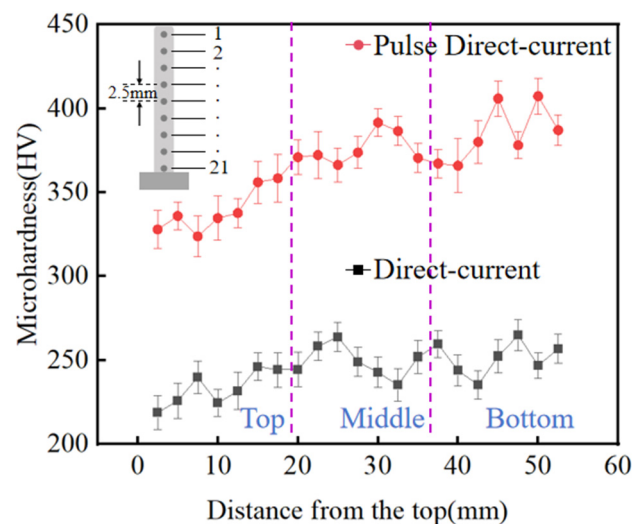 450
400
350
300
250
200
Microhardness(HV)
1
2
.
2.5mm
.
.
.
.
21
Pulse Direct-current
Direct-current
Top
Middle
Bottom
0
10
20
30
40
50
60
Distance from the top(mm)